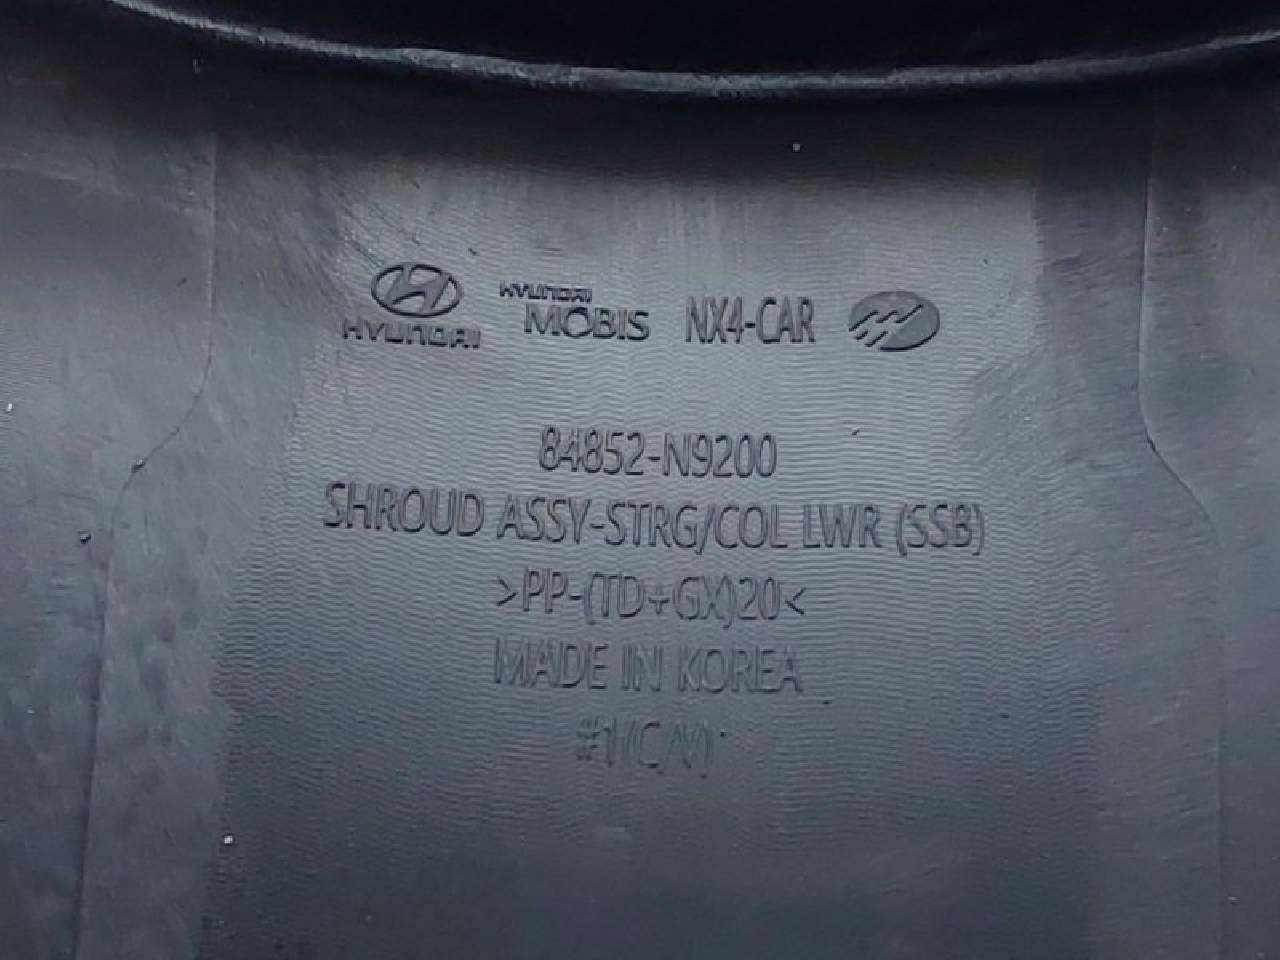 HYUNDAI HYUNDAI MOBIS NX4-CAR
84852-N9200
SHROUD ASSY-STRG/COL LWR (SSB)
>PP-(TD+GX)20<
MADE IN KOREA
#1(C/V)